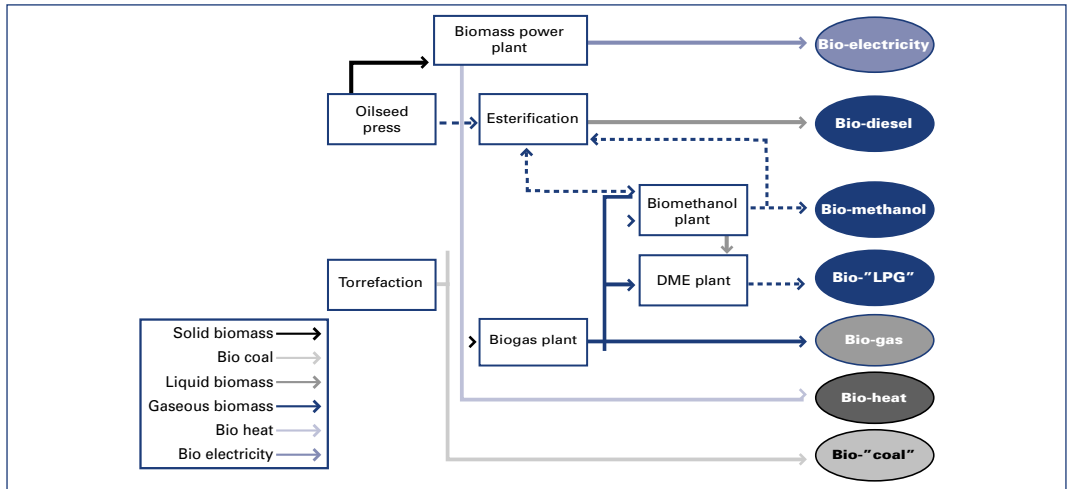 Biomass power
plant
Bio-electricity
Oilseed
press
Esterification
Bio-diesel
Biomethanol
plant
Bio-methanol
Torrefaction
DME plant
Bio-”LPG”
Solid biomass
Bio coal
Liquid biomass
Gaseous biomass
Bio heat
Bio electricity
Biogas plant
Bio-gas
Bio-heat
Bio-”coal”